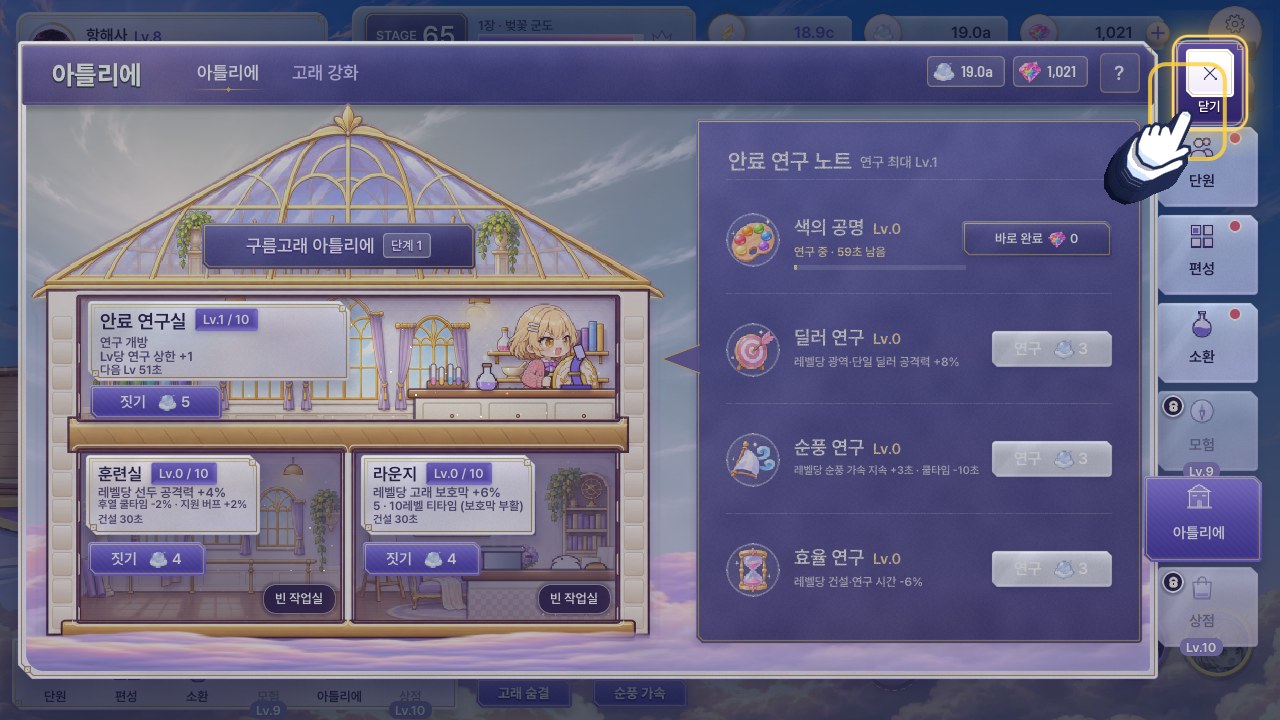 항해사 Lv.8
STAGE 65
1장 · 벚꽃 군도
18.9c
19.0a
1,021
아틀리에
아틀리에
고래 강화
19.0a
1,021
?
닫기
구름고래 아틀리에
단계 1
안료 연구실 Lv.1 / 10
연구 개방
Lv당 연구 상한 +1
다음 Lv 51초
짓기 5
훈련실 Lv.0 / 10
레벨당 선두 공격력 +4%
후열 쿨타임 -2% · 지원 버프 +2%
건설 30초
짓기 4
빈 작업실
라운지 Lv.0 / 10
레벨당 고래 보호막 +6%
5 · 10레벨 티타임 (보호막 부활)
건설 30초
짓기 4
빈 작업실
안료 연구 노트 연구 최대 Lv.1
색의 공명 Lv.0
연구 중 · 59초 남음
바로 완료 0
딜러 연구 Lv.0
레벨당 광역·단일 딜러 공격력 +8%
연구 3
순풍 연구 Lv.0
레벨당 순풍 가속 지속 +3초 · 쿨타임 -10초
연구 3
효율 연구 Lv.0
레벨당 건설·연구 시간 -6%
연구 3
단원
편성
소환
모험
Lv.9
아틀리에
상점
Lv.10
단원
편성
소환
모험
Lv.9
아틀리에
상점
Lv.10
고래 숨결
순풍 가속